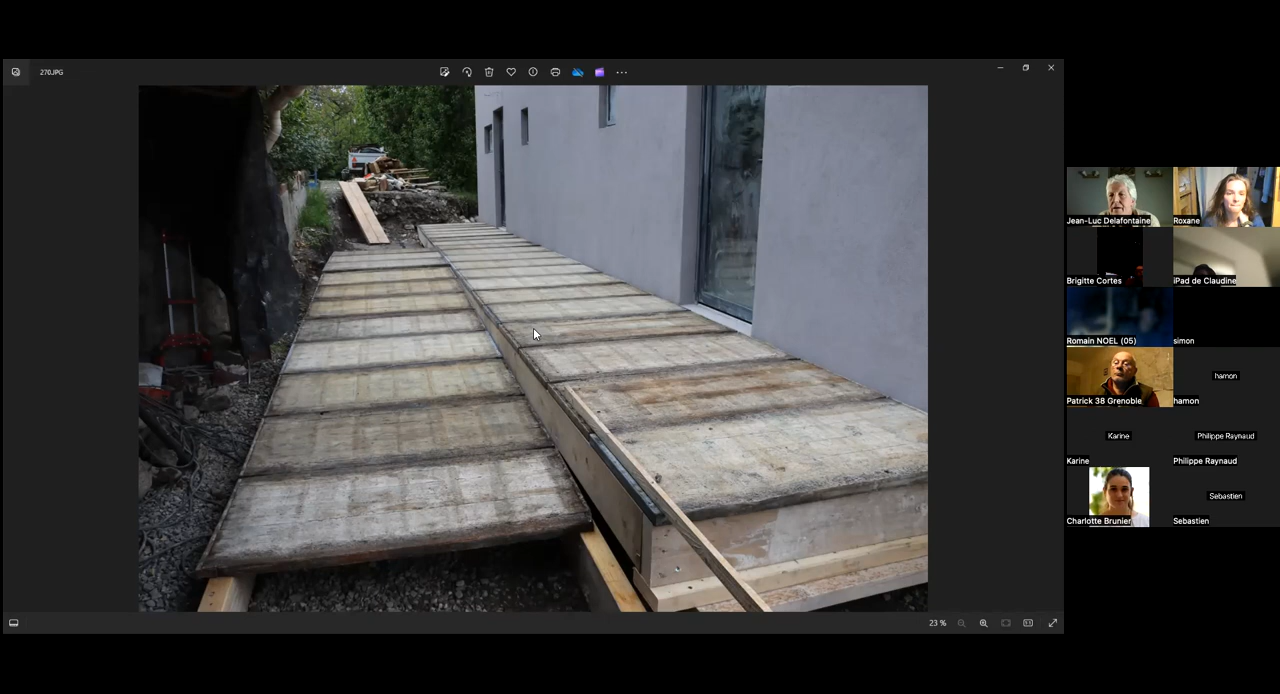 270.JPG
23 %
Jean-Luc Delafontaine
Roxane
Brigitte Cortes
iPad de Claudine
Romain NOEL (05)
simon
Patrick 38 Grenoble
hamon
hamon
Karine
Philippe Raynaud
Karine
Philippe Raynaud
Charlotte Brunier
Sebastien
Sebastien